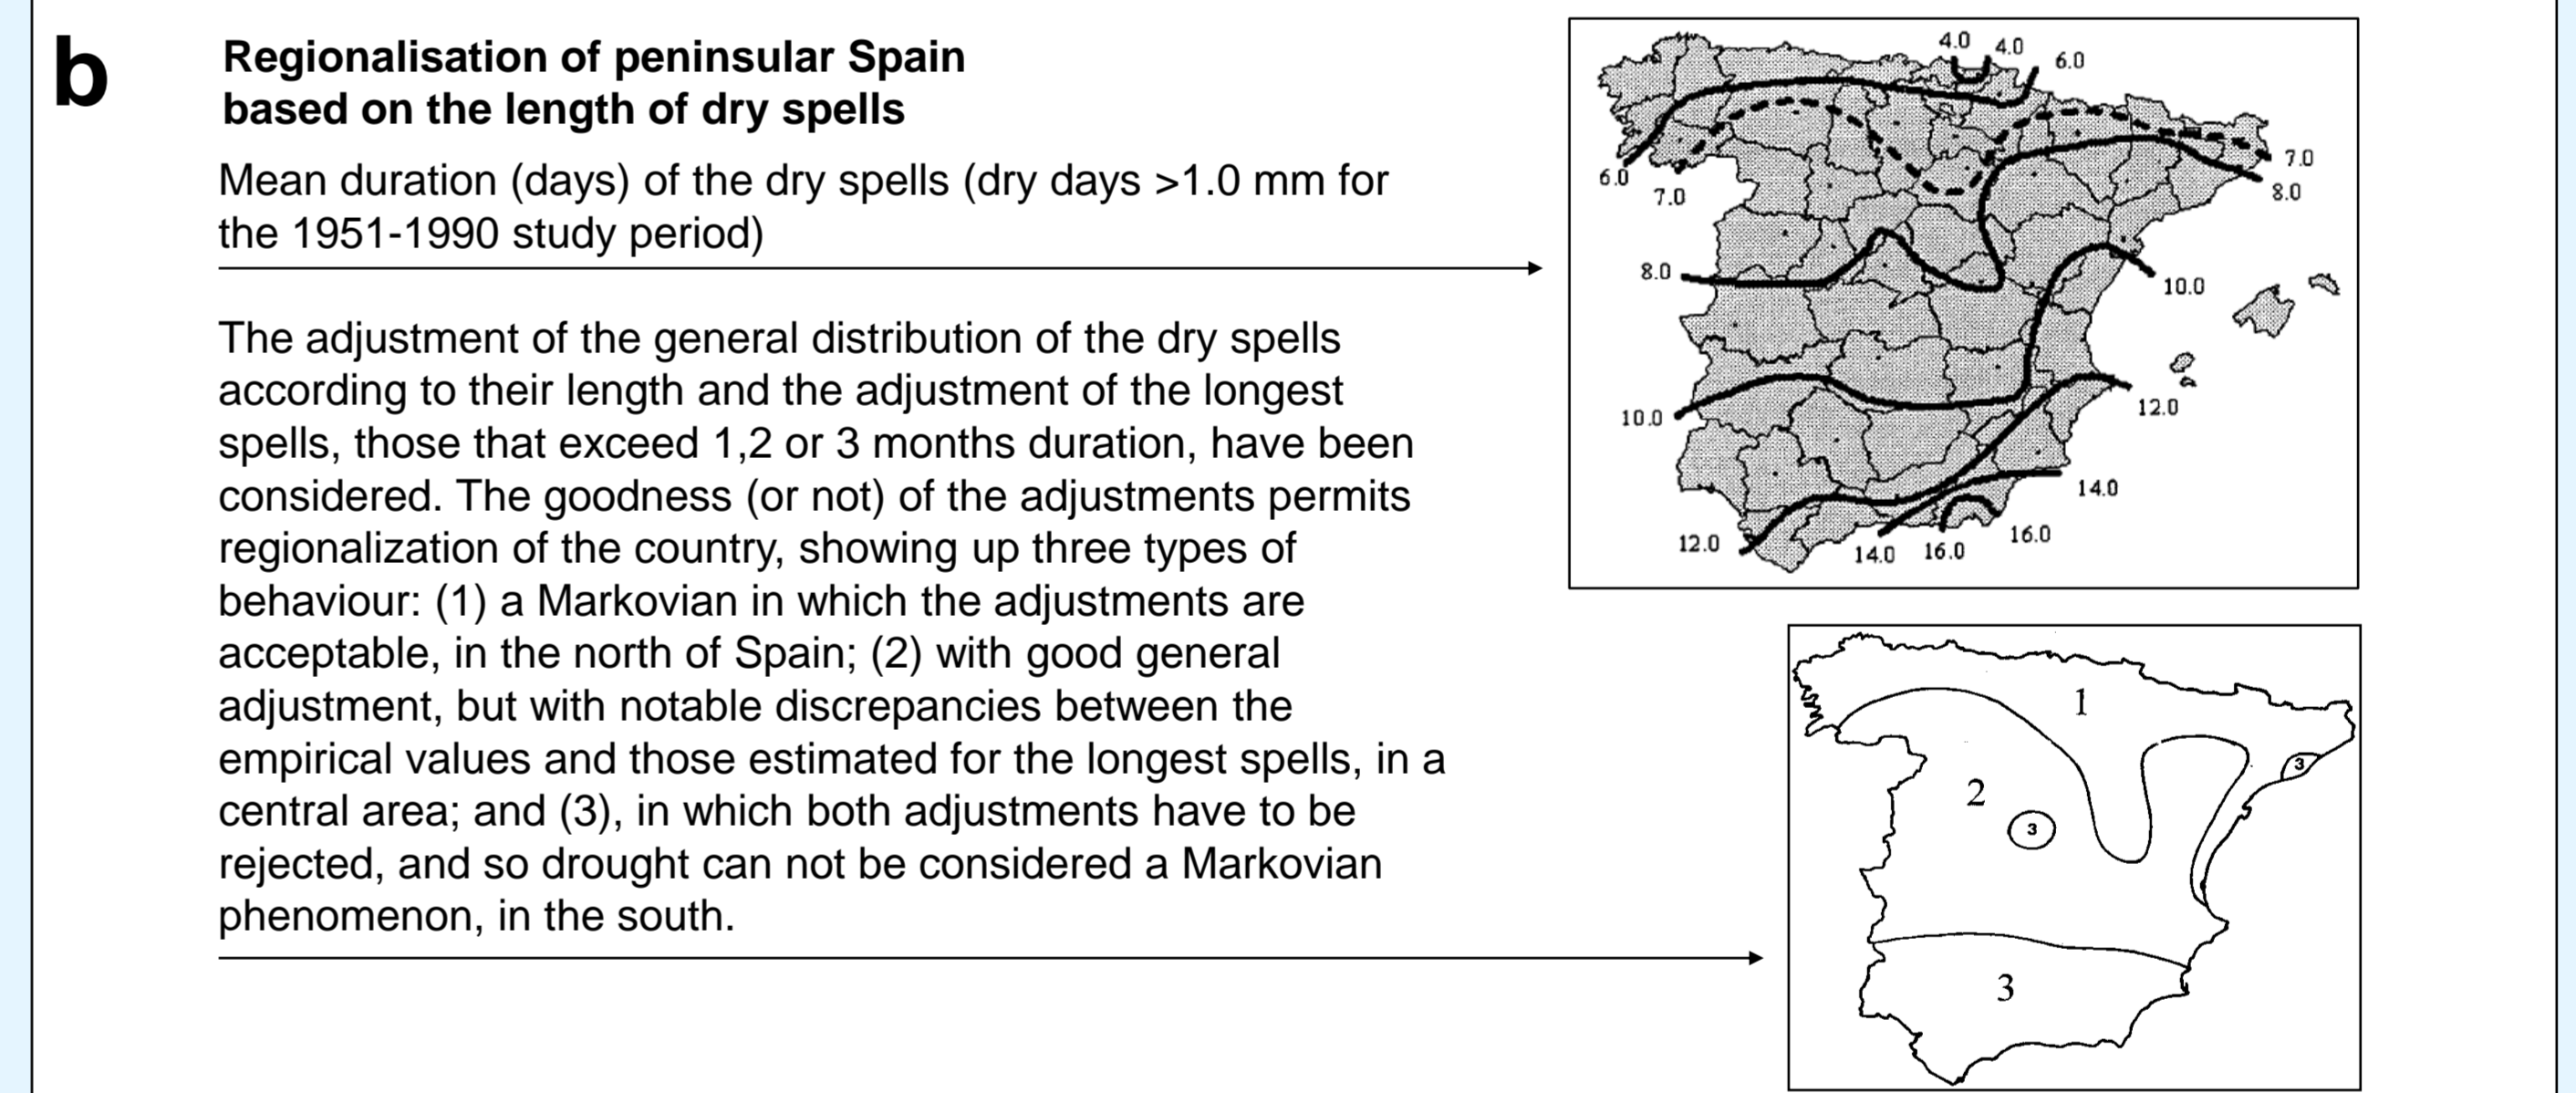 b
Regionalisation of peninsular Spain
based on the length of dry spells
Mean duration (days) of the dry spells (dry days >1.0 mm for
the 1951-1990 study period)
The adjustment of the general distribution of the dry spells
according to their length and the adjustment of the longest
spells, those that exceed 1,2 or 3 months duration, have been
considered. The goodness (or not) of the adjustments permits
regionalization of the country, showing up three types of
behaviour: (1) a Markovian in which the adjustments are
acceptable, in the north of Spain; (2) with good general
adjustment, but with notable discrepancies between the
empirical values and those estimated for the longest spells, in a
central area; and (3), in which both adjustments have to be
rejected, and so drought can not be considered a Markovian
phenomenon, in the south.
4.0 4.0 6.0
6.0 7.0
7.0
8.0
8.0
10.0
10.0
12.0
14.0
12.0 14.0 16.0 16.0
1
3
2
3
3